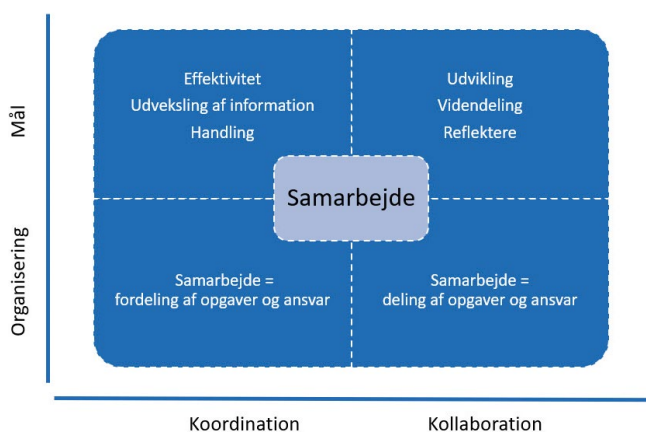 Mål
Effektivitet
Udveksling af information
Handling
Udvikling
Videndeling
Reflektere
Samarbejde
Organisering
Samarbejde =
fordeling af opgaver og ansvar
Samarbejde =
deling af opgaver og ansvar
Koordination
Kollaboration